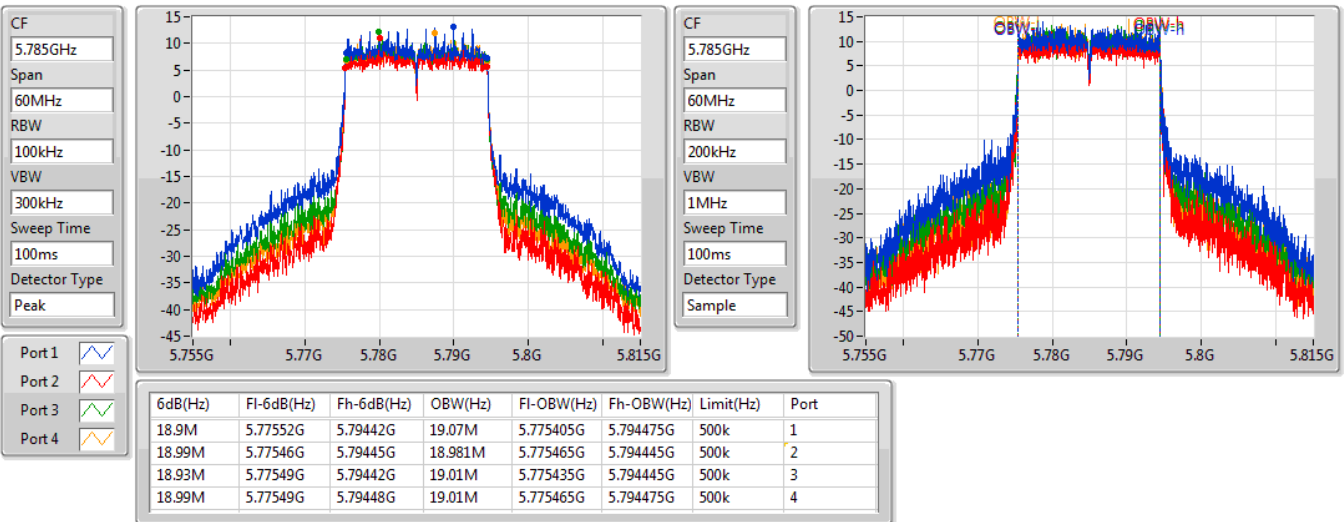 CF
5.785GHz
Span
60MHz
RBW
100kHz
VBW
300kHz
Sweep Time
100ms
Detector Type
Peak
Port 1
Port 2
Port 3
Port 4
15
10
5
0
-5
-10
-15
-20
-25
-30
-35
-40
-45
5.755G 5.77G 5.78G 5.79G 5.8G 5.815G
CF
5.785GHz
Span
60MHz
RBW
200kHz
VBW
1MHz
Sweep Time
100ms
Detector Type
Sample
15
10
5
0
-5
-10
-15
-20
-25
-30
-35
-40
-45
-50
OBW-h
5.755G 5.77G 5.78G 5.79G 5.8G 5.815G
6dB(Hz) Fl-6dB(Hz) Fh-6dB(Hz) OBW(Hz) Fl-OBW(Hz) Fh-OBW(Hz) Limit(Hz) Port
18.9M 5.77552G 5.79442G 19.07M 5.775405G 5.794475G 500k 1
18.99M 5.77546G 5.79445G 18.981M 5.775465G 5.794445G 500k 2
18.93M 5.77549G 5.79442G 19.01M 5.775435G 5.794445G 500k 3
18.99M 5.77549G 5.79448G 19.01M 5.775465G 5.794475G 500k 4